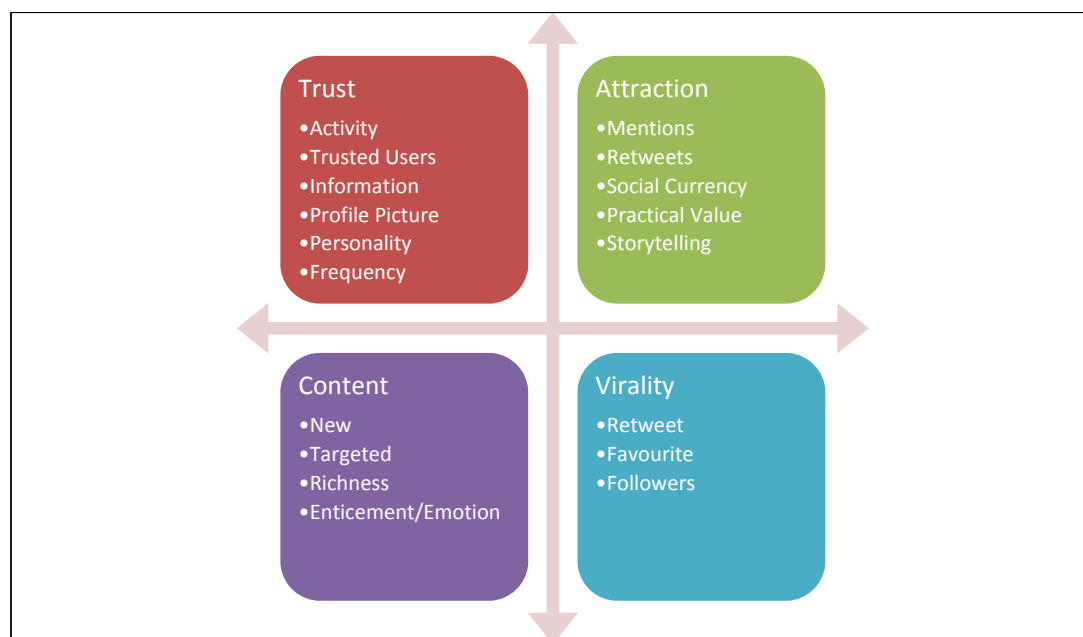 Trust
•Activity
•Trusted Users
•Information
•Profile Picture
•Personality
•Frequency
Attraction
•Mentions
•Retweets
•Social Currency
•Practical Value
•Storytelling
Content
•New
•Targeted
•Richness
•Enticement/Emotion
Virality
•Retweet
•Favourite
•Followers